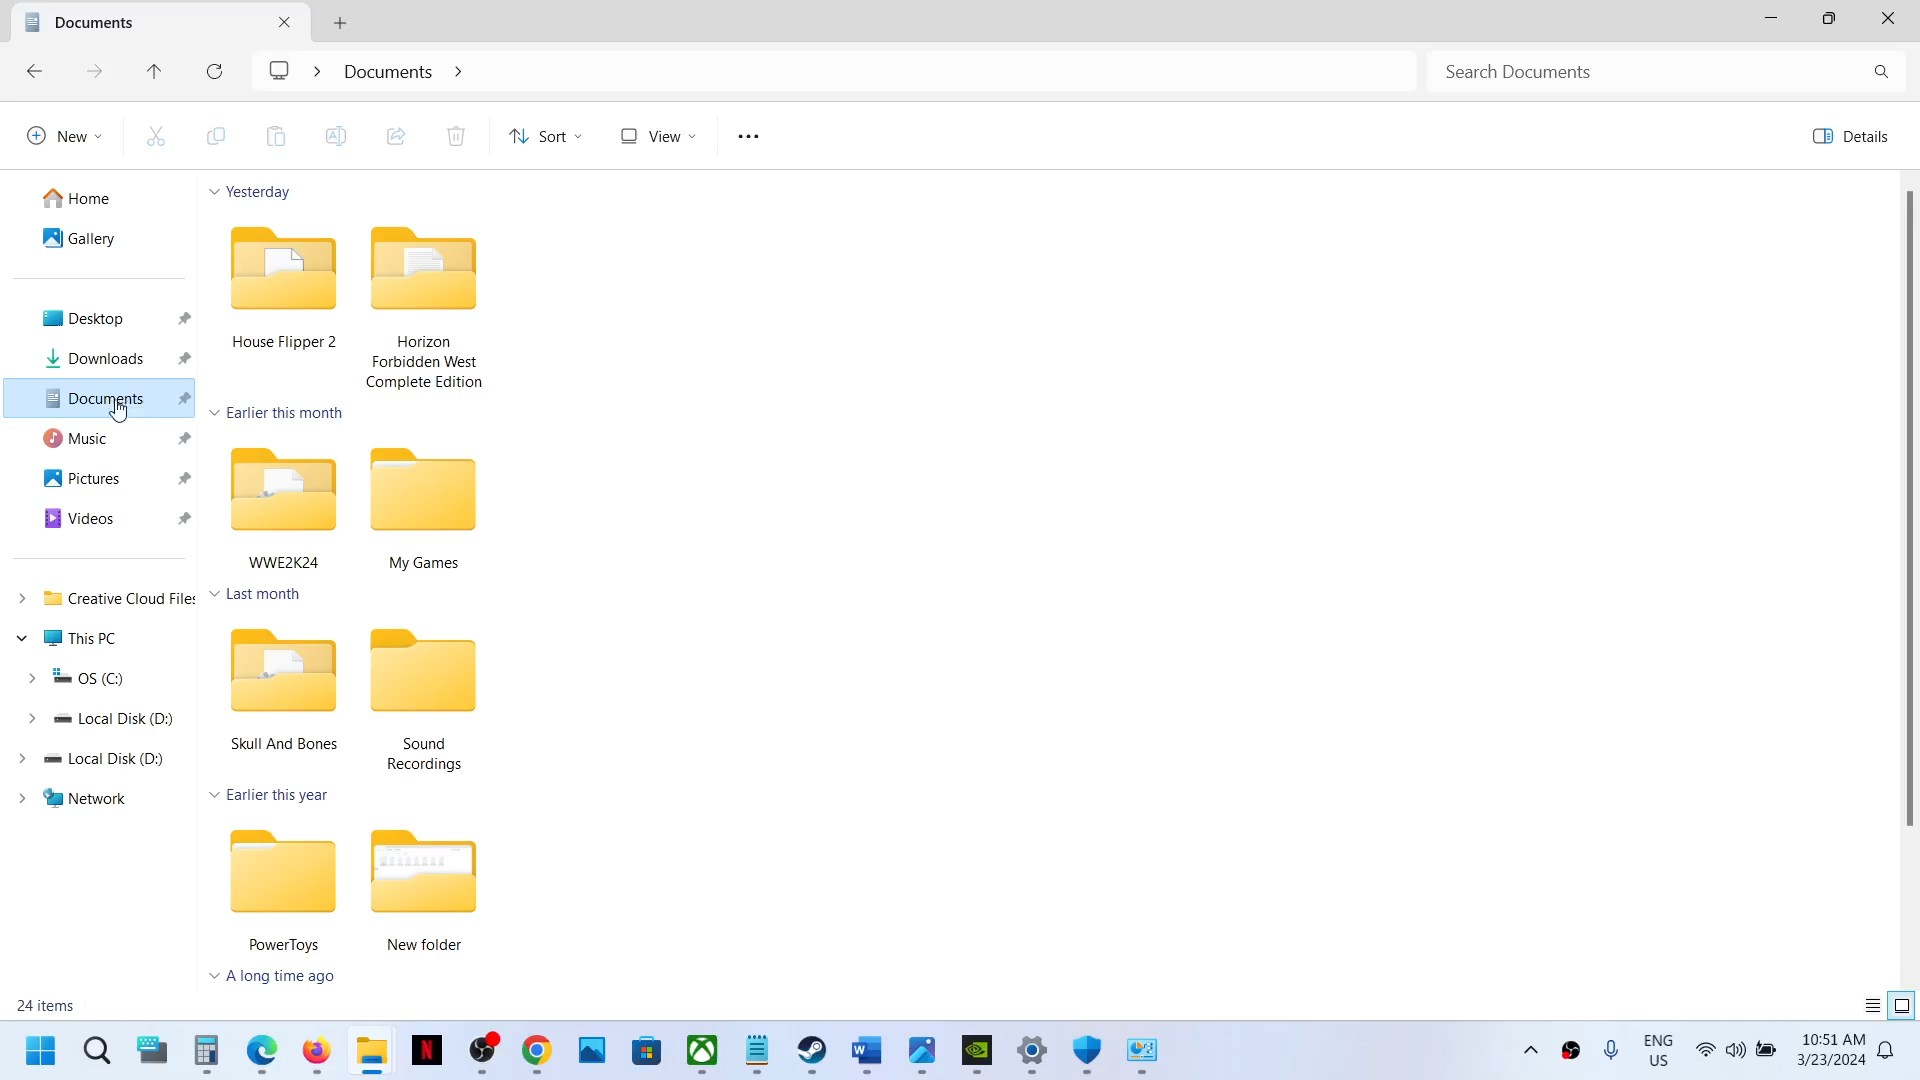 Documents
Documents
Search Documents
New
Sort
View
Details
Home
Gallery
Desktop
Downloads
Documents
Music
Pictures
Videos
Creative Cloud Files
This PC
OS (C:)
Local Disk (D:)
Local Disk (D:)
Network
Yesterday
House Flipper 2
Horizon
Forbidden West
Complete Edition
Earlier this month
WWE2K24
My Games
Last month
Skull And Bones
Sound
Recordings
Earlier this year
PowerToys
New folder
A long time ago
24 items
ENG
US
10:51 AM
3/23/2024